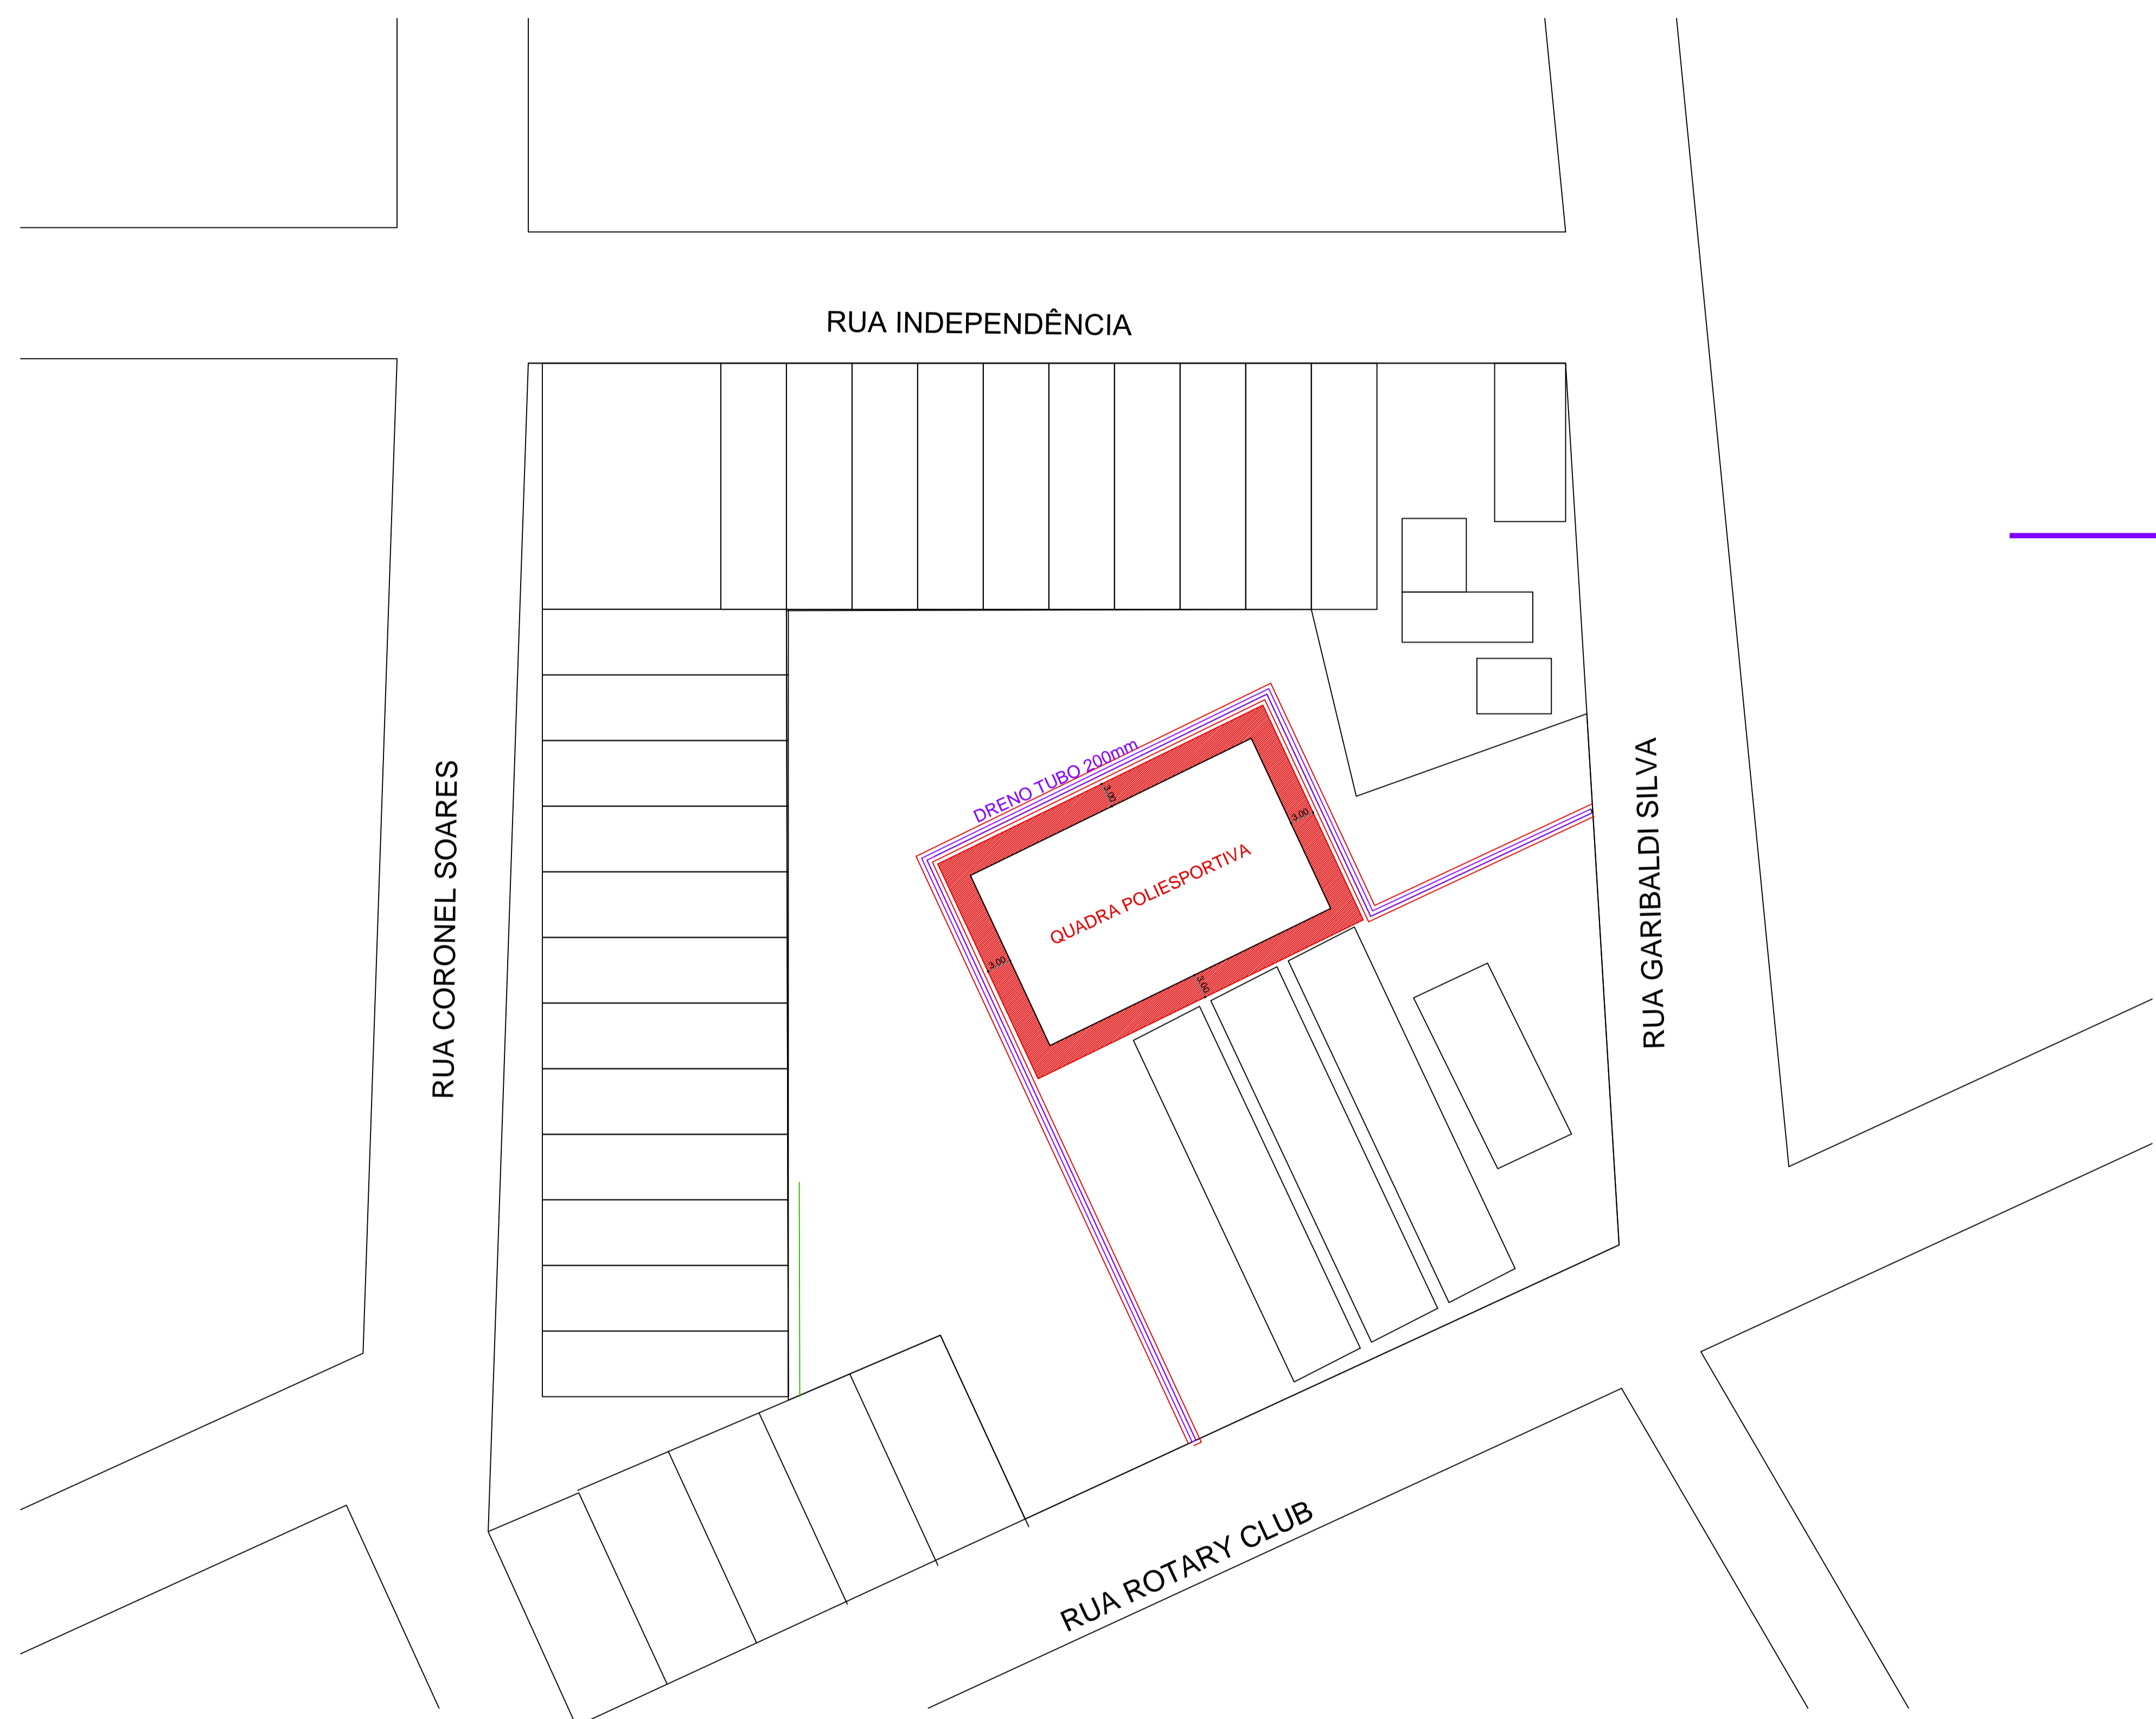 RUA INDEPENDÊNCIA
DRENO TUBO 200mm
3.00
3.00
QUADRA POLIESPORTIVA
3.00
3.00
RUA CORONEL SOARES
RUA GARIBALDI SILVA
RUA ROTARY CLUB